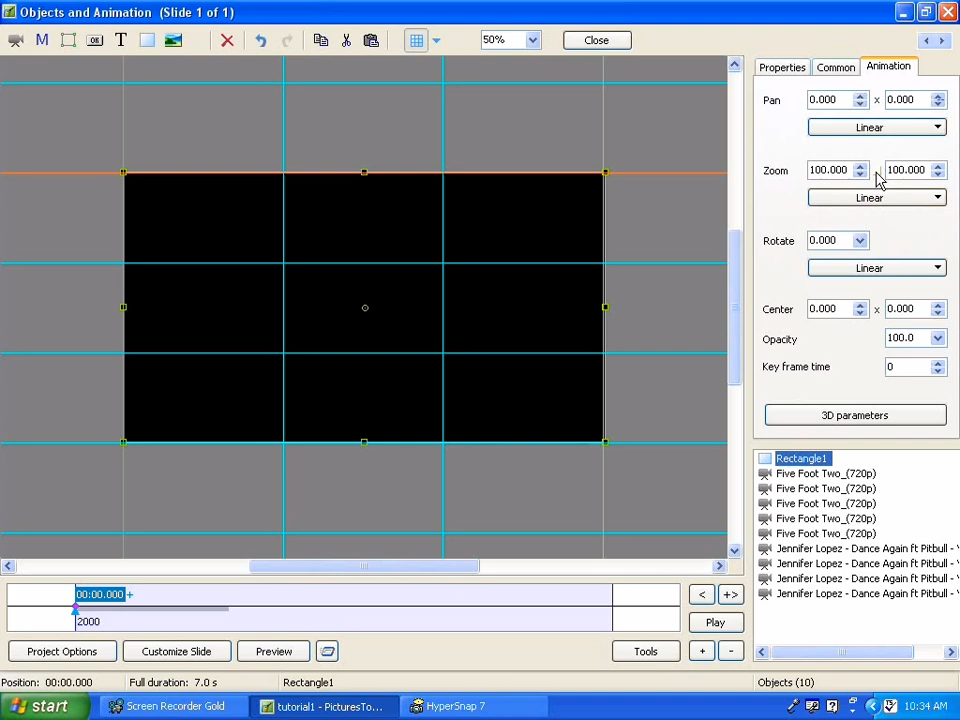 Objects and Animation  (Slide 1 of 1)
M OK T 50% Close
Properties Common Animation
Pan 0.000 x 0.000
Linear
Zoom 100.000 100.000
Linear
Rotate 0.000
Linear
Center 0.000 x 0.000
Opacity 100.0
Key frame time 0
3D parameters
Rectangle1
Five Foot Two_(720p)
Five Foot Two_(720p)
Five Foot Two_(720p)
Five Foot Two_(720p)
Five Foot Two_(720p)
Jennifer Lopez - Dance Again ft Pitbull -
Jennifer Lopez - Dance Again ft Pitbull -
Jennifer Lopez - Dance Again ft Pitbull -
Jennifer Lopez - Dance Again ft Pitbull -
00:00.000 + < +>
2000 Play
Project Options Customize Slide Preview Tools + -
Position: 00:00.000 Full duration: 7.0 s Rectangle1 Objects (10)
start Screen Recorder Gold tutorial1 - PicturesTo... HyperSnap 7 10:34 AM